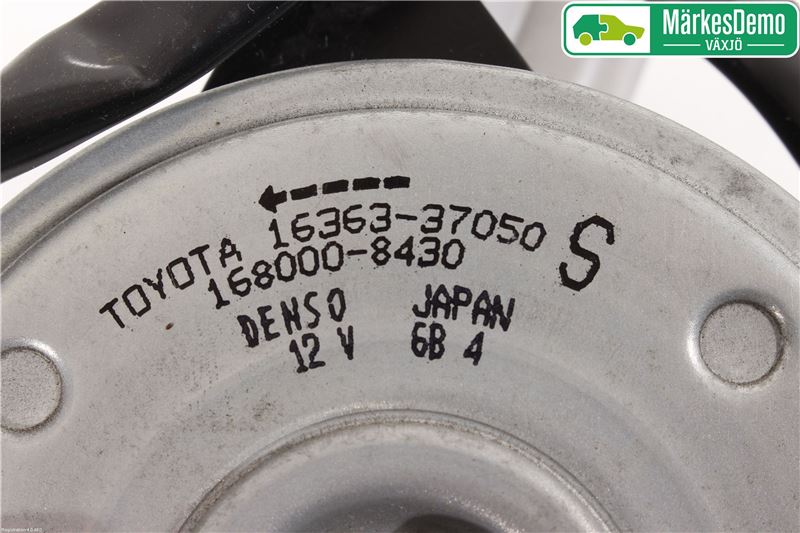 MärkesDemo
VÄXJÖ
TOYOTA 16363-37050 S
168000-8430
DENSO JAPAN
12 V 6B 4